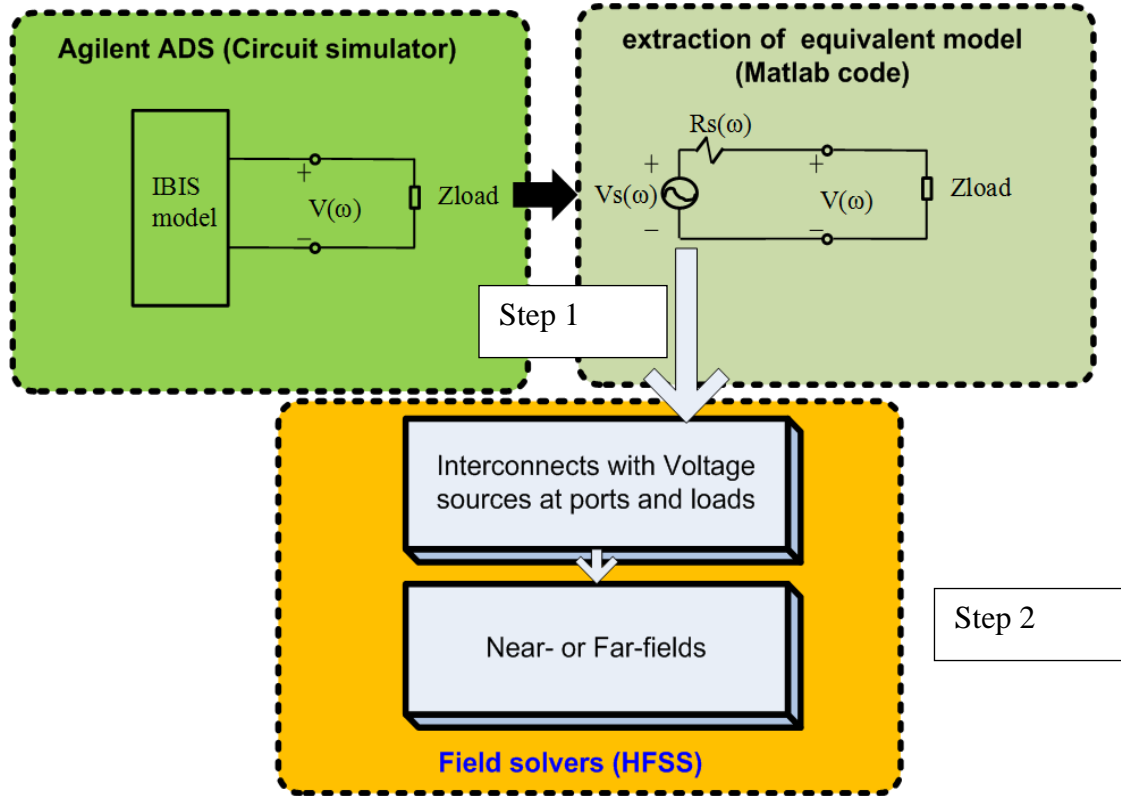 Agilent ADS (Circuit simulator)
IBIS
model
+
V(ω)
−
Zload
extraction of equivalent model
(Matlab code)
Rs(ω)
+
Vs(ω)
−
+
V(ω)
−
Zload
Step 1
Interconnects with Voltage
sources at ports and loads
Near- or Far-fields
Field solvers (HFSS)
Step 2